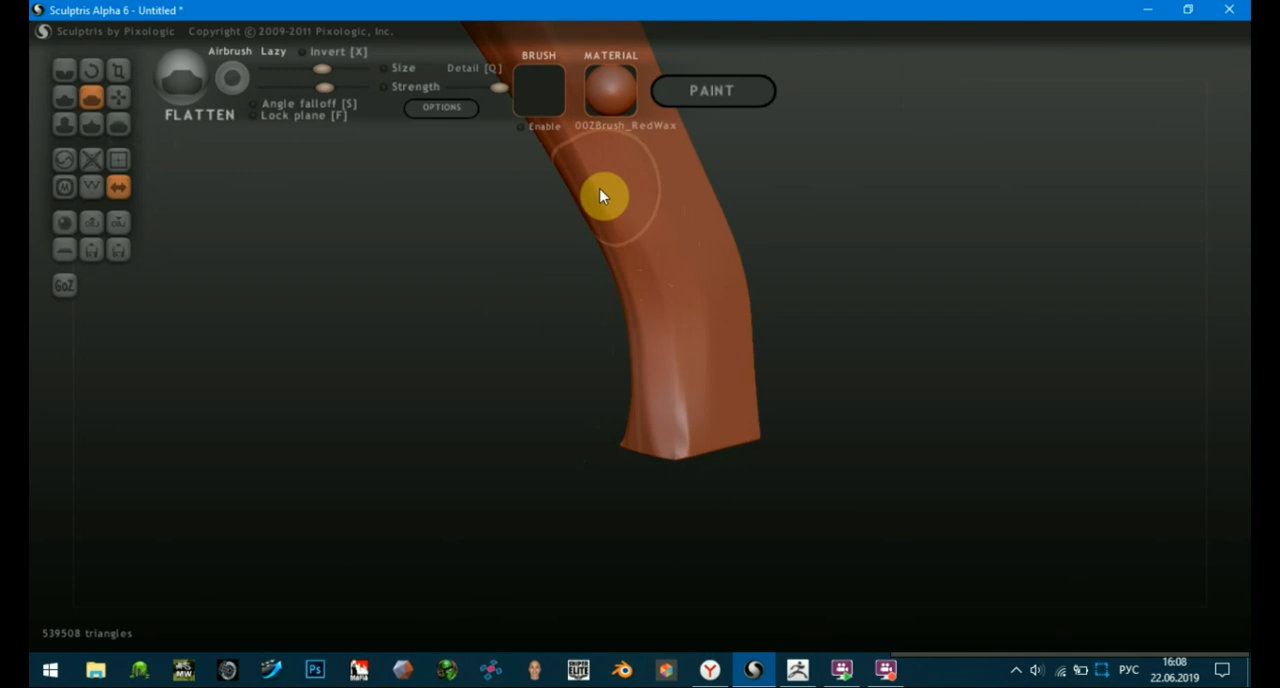 Sculptris Alpha 6 - Untitled *
Sculptris by Pixologic Copyright © 2009-2011 Pixologic, Inc.
Airbrush Lazy Invert [X]
Size Detail [Q]
Strength
Angle falloff [S]
Lock plane [F]
FLATTEN
OPTIONS
BRUSH
Enable
MATERIAL
00ZBrush_RedWax
PAINT
GoZ
539508 triangles
Ps
РУС
16:08
22.06.2019